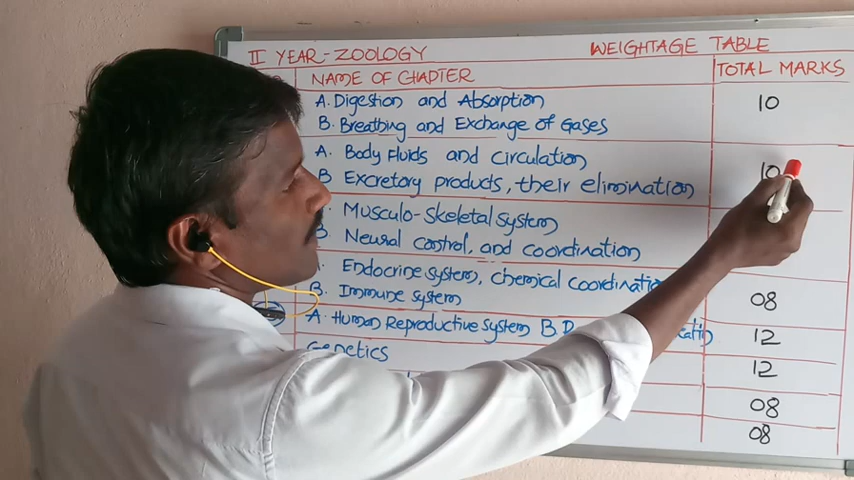 II YEAR-ZOOLOGY WEIGHTAGE TABLE
NAME OF CHAPTER TOTAL MARKS
A. Digestion and Absorption 10
B. Breathing and Exchange of Gases
A. Body Fluids and Circulation
B Excretory products, their elimination 10
Musculo-Skeletal system
Neural control, and coordination
Endocrine system, chemical
B. Immune system 08
A. Human Reproductive System B. 12
Genetics 12
08
08